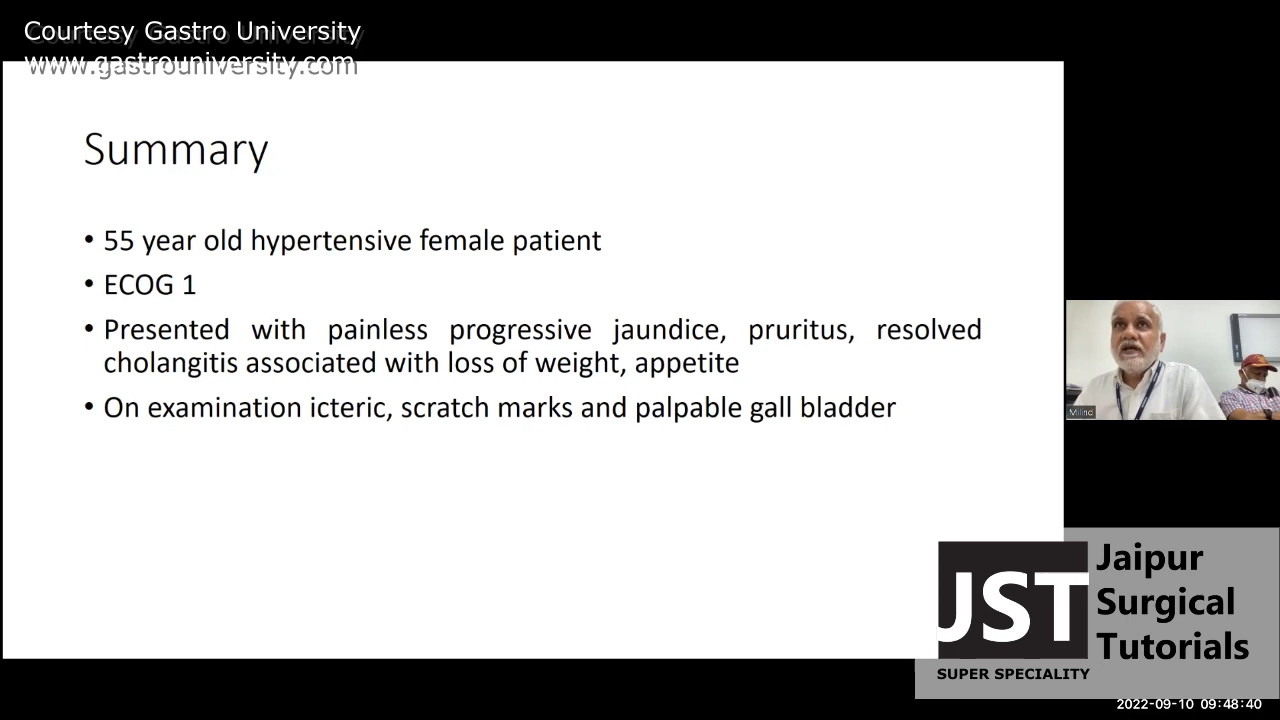 Courtesy Gastro University
www.gastrouniversity.com
Summary
• 55 year old hypertensive female patient
• ECOG 1
• Presented with painless progressive jaundice, pruritus, resolved
cholangitis associated with loss of weight, appetite
• On examination icteric, scratch marks and palpable gall bladder
Milind
JST
SUPER SPECIALITY
Jaipur
Surgical
Tutorials
2022-09-10 09:48:40